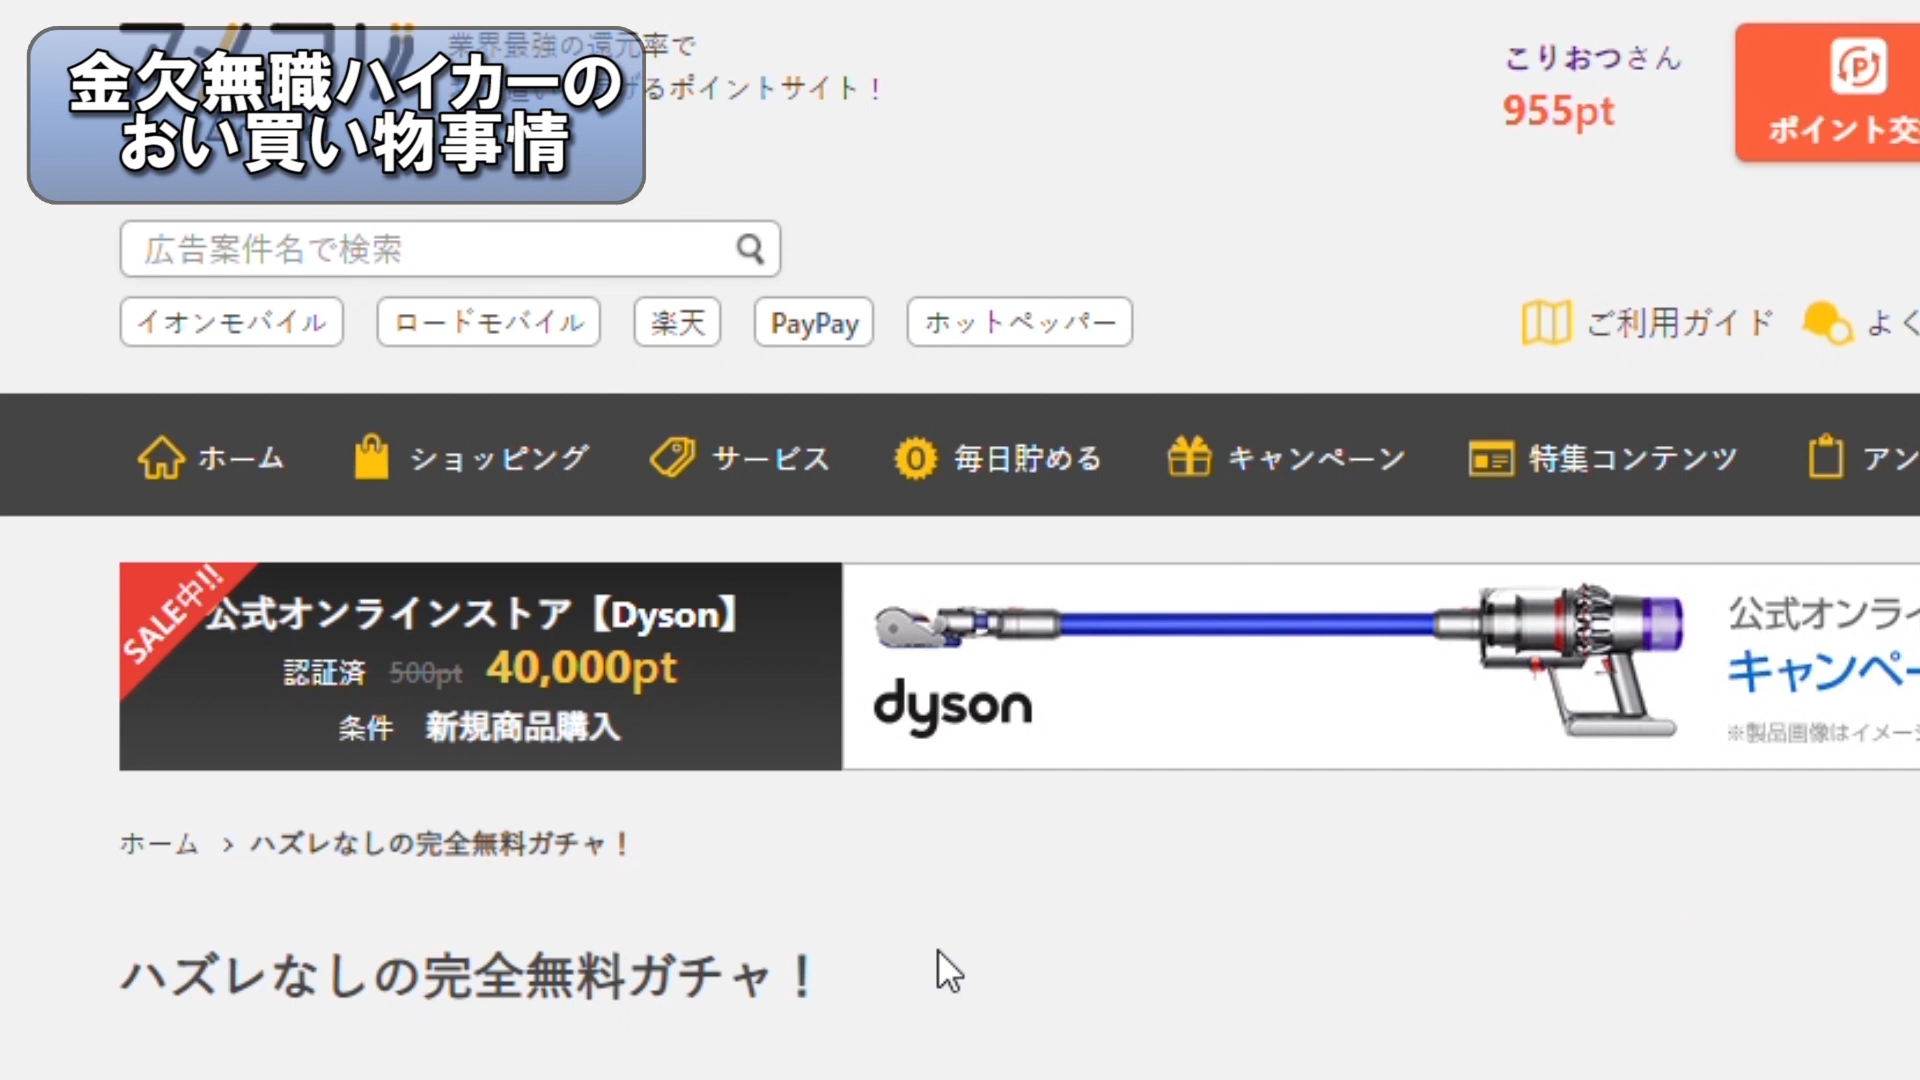 金欠無職ハイカーの
おい買い物事情
業界最強の還元率で
るポイントサイト！
こりおつさん
955pt
ポイント交
広告案件名で検索
イオンモバイル
ロードモバイル
楽天
PayPay
ホットペッパー
ご利用ガイド
よく
ホーム
ショッピング
サービス
毎日貯める
キャンペーン
特集コンテンツ
アン
SALE中!!
公式オンラインストア【Dyson】
認証済 500pt 40,000pt
条件 新規商品購入
dyson
公式オンライ
キャンペー
※製品画像はイメージ
ホーム > ハズレなしの完全無料ガチャ！
ハズレなしの完全無料ガチャ！